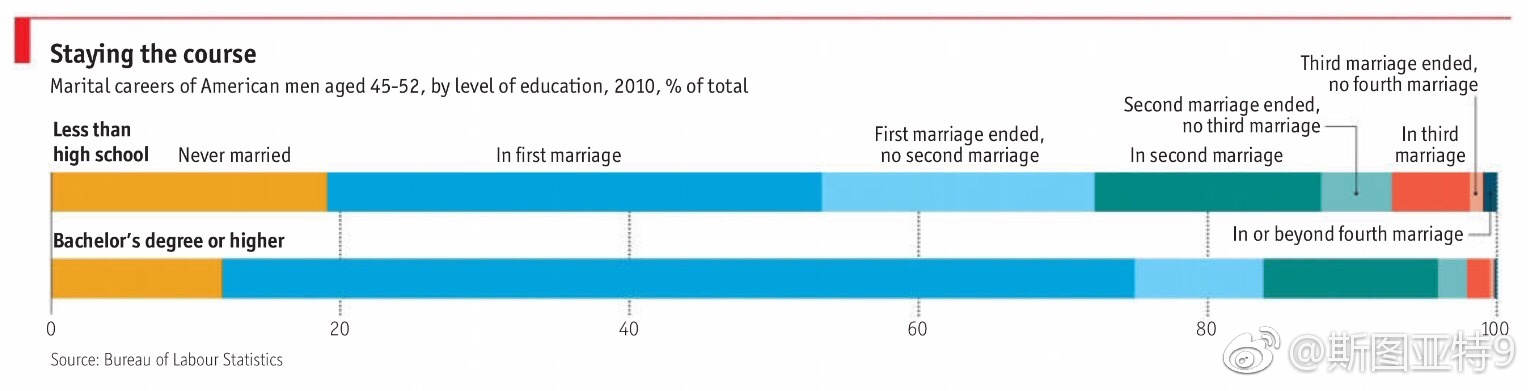 Staying the course
Marital careers of American men aged 45-52, by level of education, 2010, % of total
Third marriage ended,
no fourth marriage
Second marriage ended,
no third marriage
Less than
high school
Never married
In first marriage
First marriage ended,
no second marriage
In second marriage
In third
marriage
In or beyond fourth marriage
Bachelor's degree or higher
0 20 40 60 80 100
Source: Bureau of Labour Statistics
@斯图亚特9